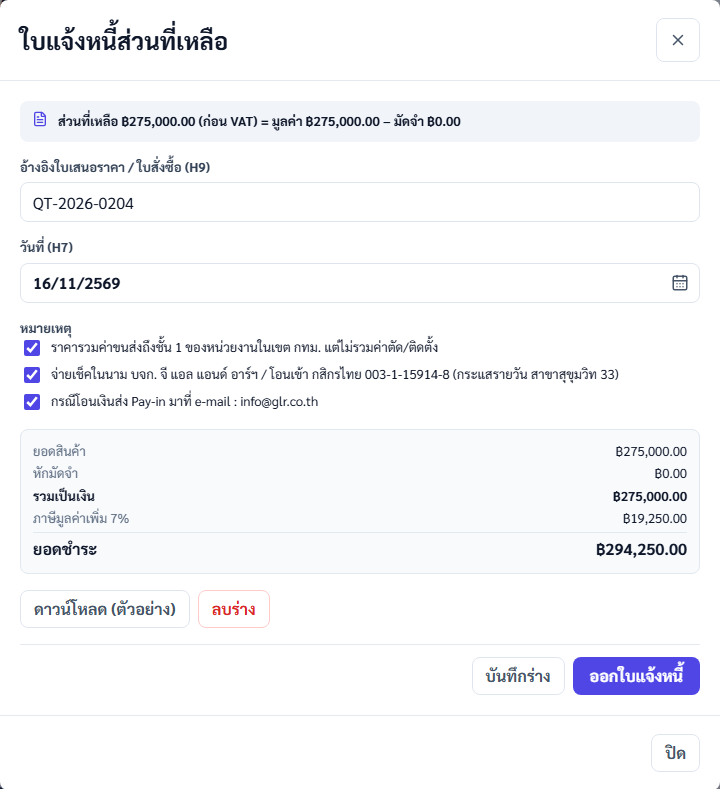 ใบแจ้งหนี้ส่วนที่เหลือ
ส่วนที่เหลือ ฿275,000.00 (ก่อน VAT) = มูลค่า ฿275,000.00 − มัดจำ ฿0.00
อ้างอิงใบเสนอราคา / ใบสั่งซื้อ (H9)
QT-2026-0204
วันที่ (H7)
16/11/2569
หมายเหตุ
ราคารวมค่าขนส่งถึงชั้น 1 ของหน่วยงานในเขต กทม. แต่ไม่รวมค่าตัด/ติดตั้ง
จ่ายเช็คในนาม บจก. จี แอล แอนด์ อาร์ฯ / โอนเข้า กสิกรไทย 003-1-15914-8 (กระแสรายวัน สาขาสุขุมวิท 33)
กรณีโอนเงินส่ง Pay-in มาที่ e-mail : info@glr.co.th
ยอดสินค้า ฿275,000.00
หักมัดจำ ฿0.00
รวมเป็นเงิน ฿275,000.00
ภาษีมูลค่าเพิ่ม 7% ฿19,250.00
ยอดชำระ ฿294,250.00
ดาวน์โหลด (ตัวอย่าง) ลบร่าง
บันทึกร่าง ออกใบแจ้งหนี้
ปิด